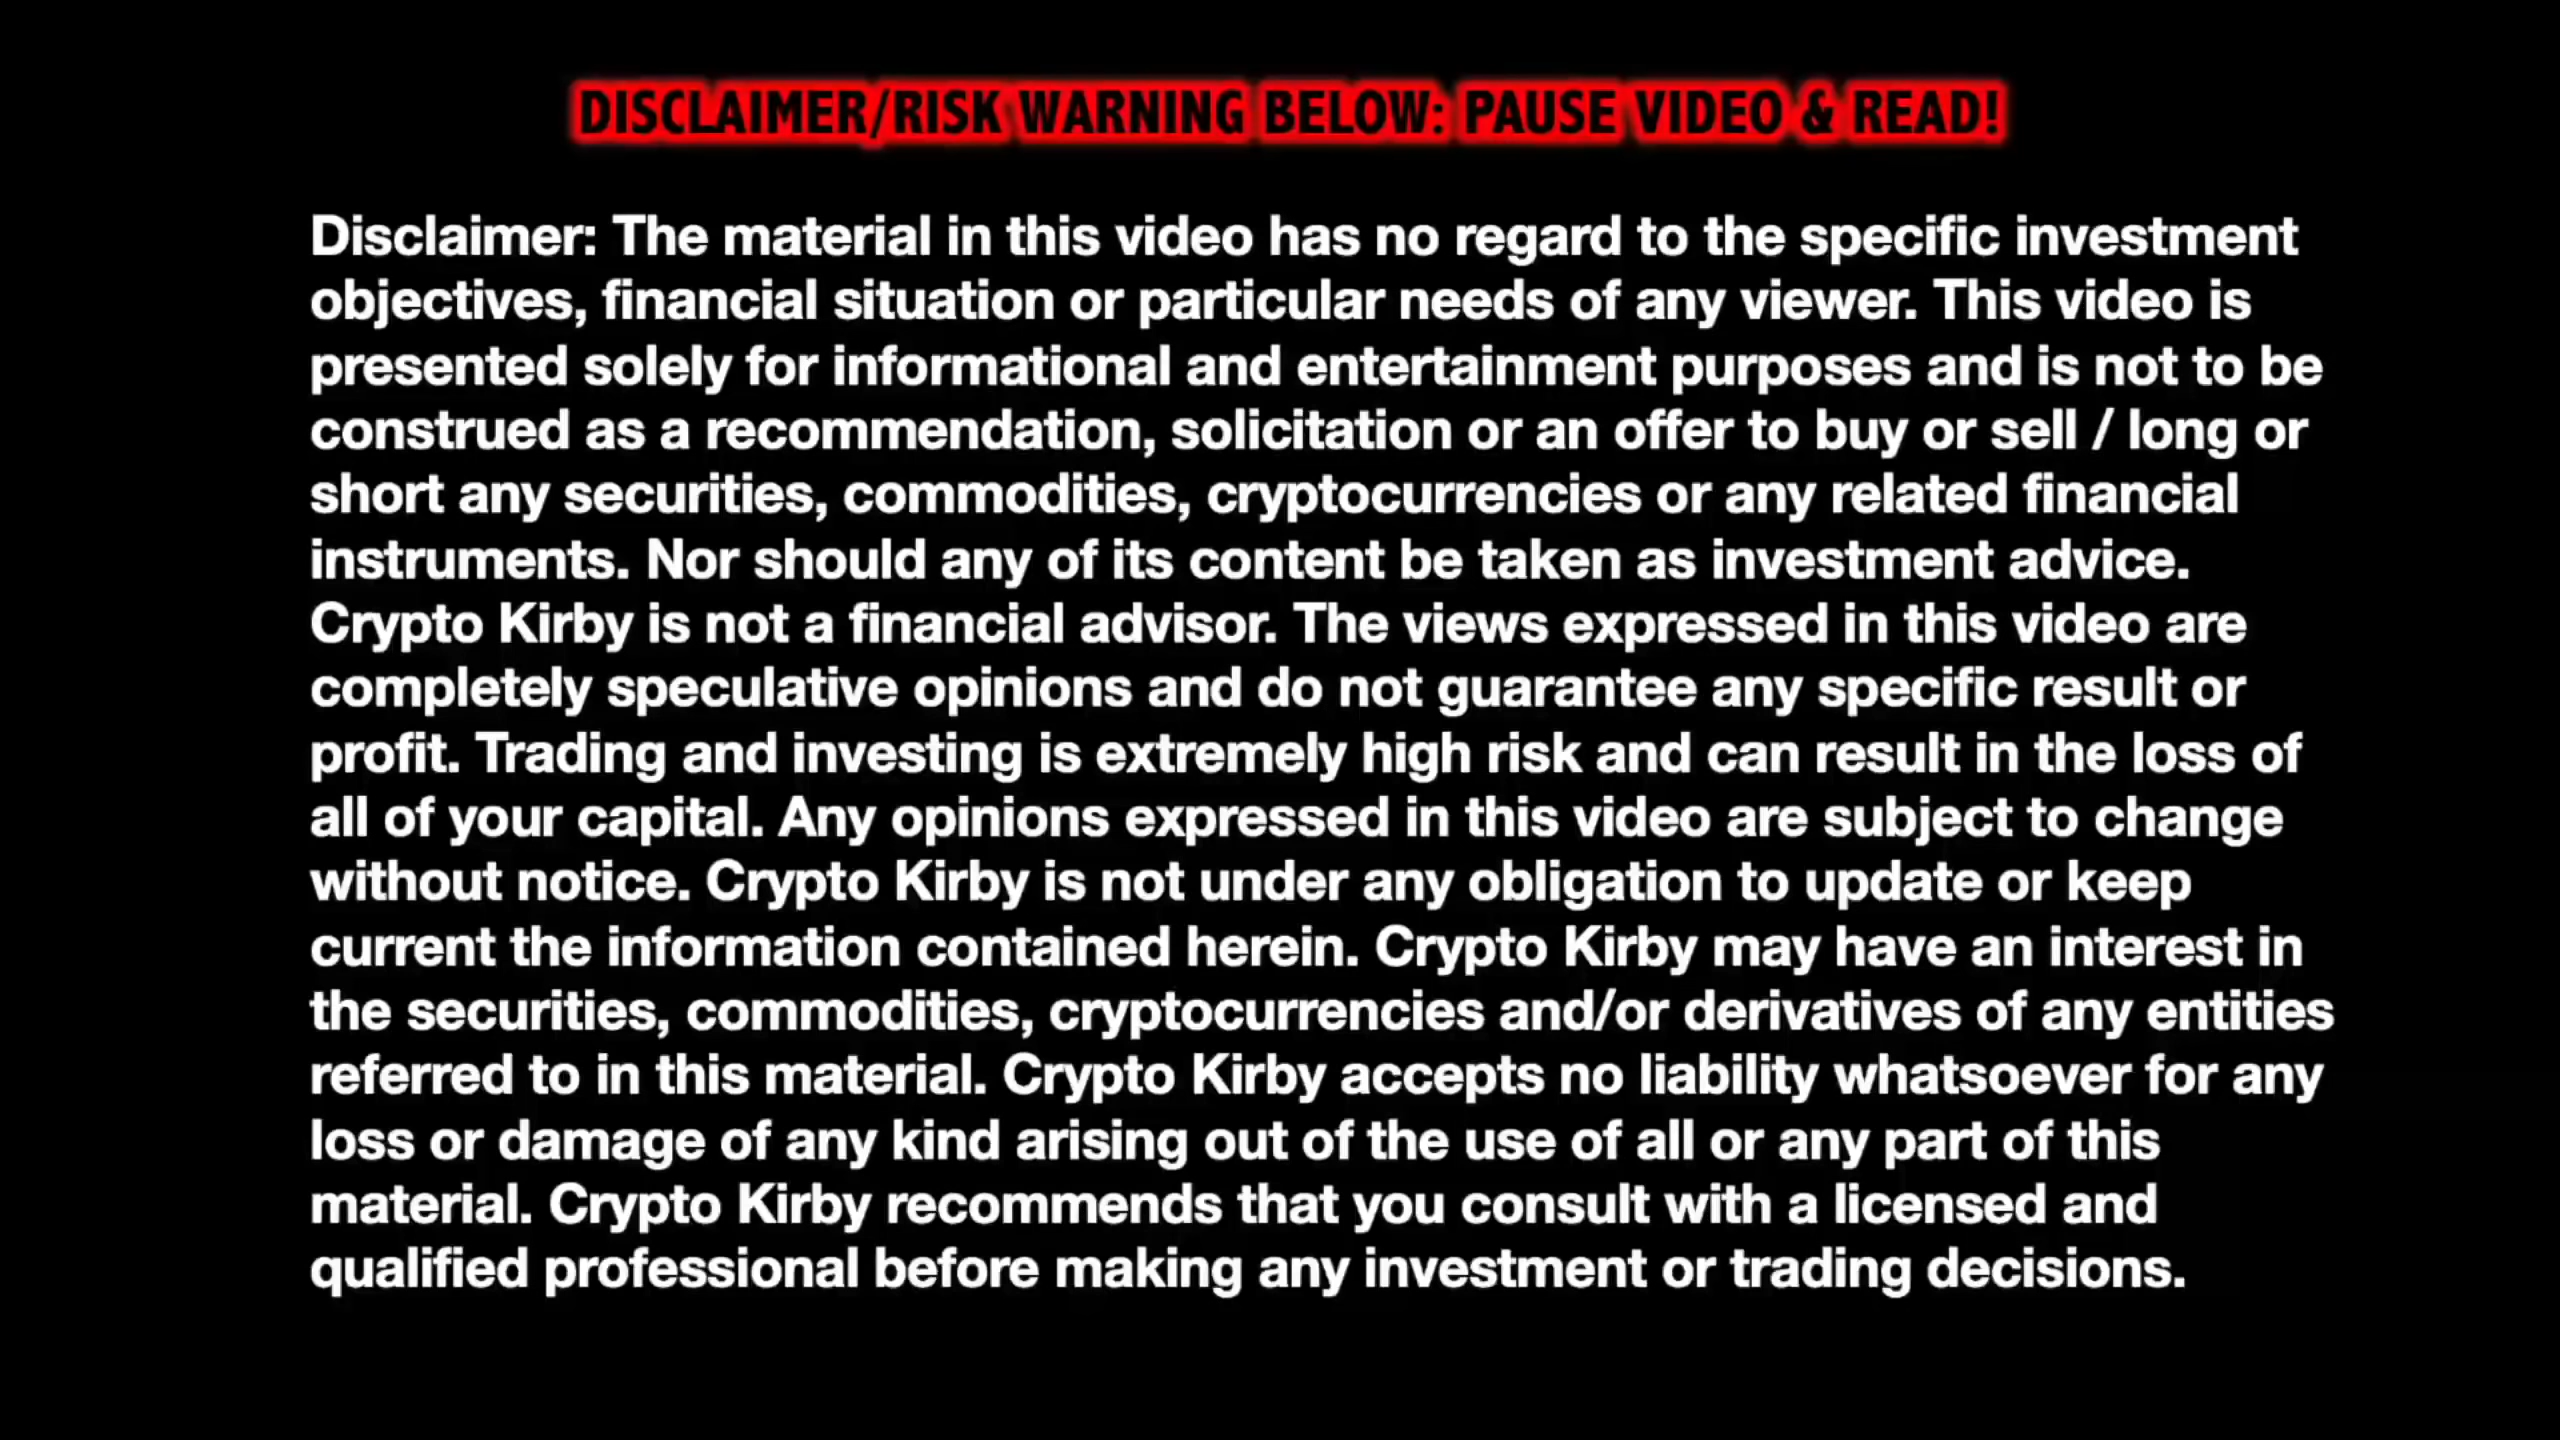 DISCLAIMER/RISK WARNING BELOW: PAUSE VIDEO & READ!
Disclaimer: The material in this video has no regard to the specific investment
objectives, financial situation or particular needs of any viewer. This video is
presented solely for informational and entertainment purposes and is not to be
construed as a recommendation, solicitation or an offer to buy or sell / long or
short any securities, commodities, cryptocurrencies or any related financial
instruments. Nor should any of its content be taken as investment advice.
Crypto Kirby is not a financial advisor. The views expressed in this video are
completely speculative opinions and do not guarantee any specific result or
profit. Trading and investing is extremely high risk and can result in the loss of
all of your capital. Any opinions expressed in this video are subject to change
without notice. Crypto Kirby is not under any obligation to update or keep
current the information contained herein. Crypto Kirby may have an interest in
the securities, commodities, cryptocurrencies and/or derivatives of any entities
referred to in this material. Crypto Kirby accepts no liability whatsoever for any
loss or damage of any kind arising out of the use of all or any part of this
material. Crypto Kirby recommends that you consult with a licensed and
qualified professional before making any investment or trading decisions.